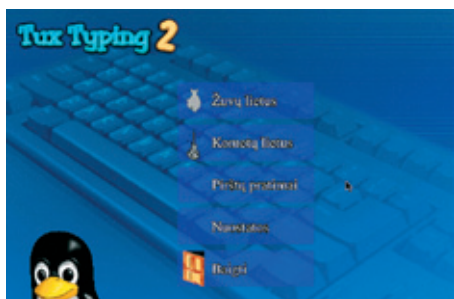 Tux Typing 2
Žuvų lietus
Kometų lietus
Pirštų pratimai
Nuostatos
Baigti